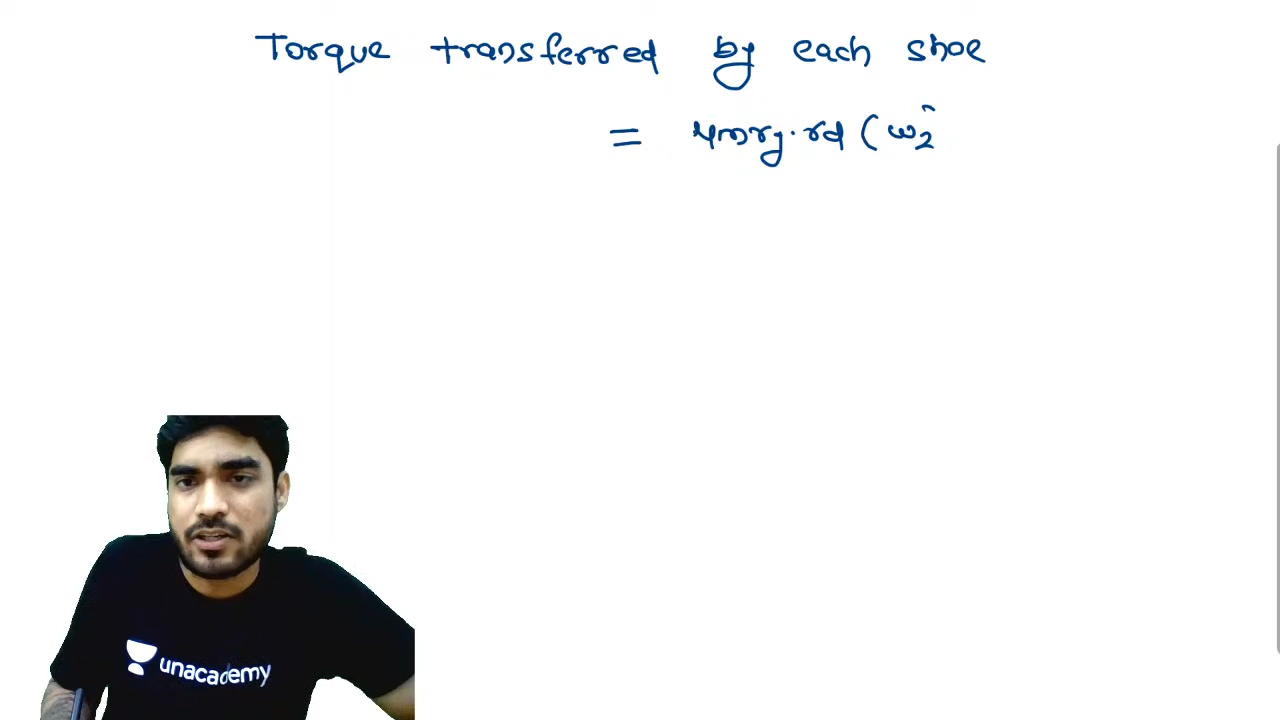 Torque transferred by each shoe
= μmrg·rd (ω₂²
unacademy